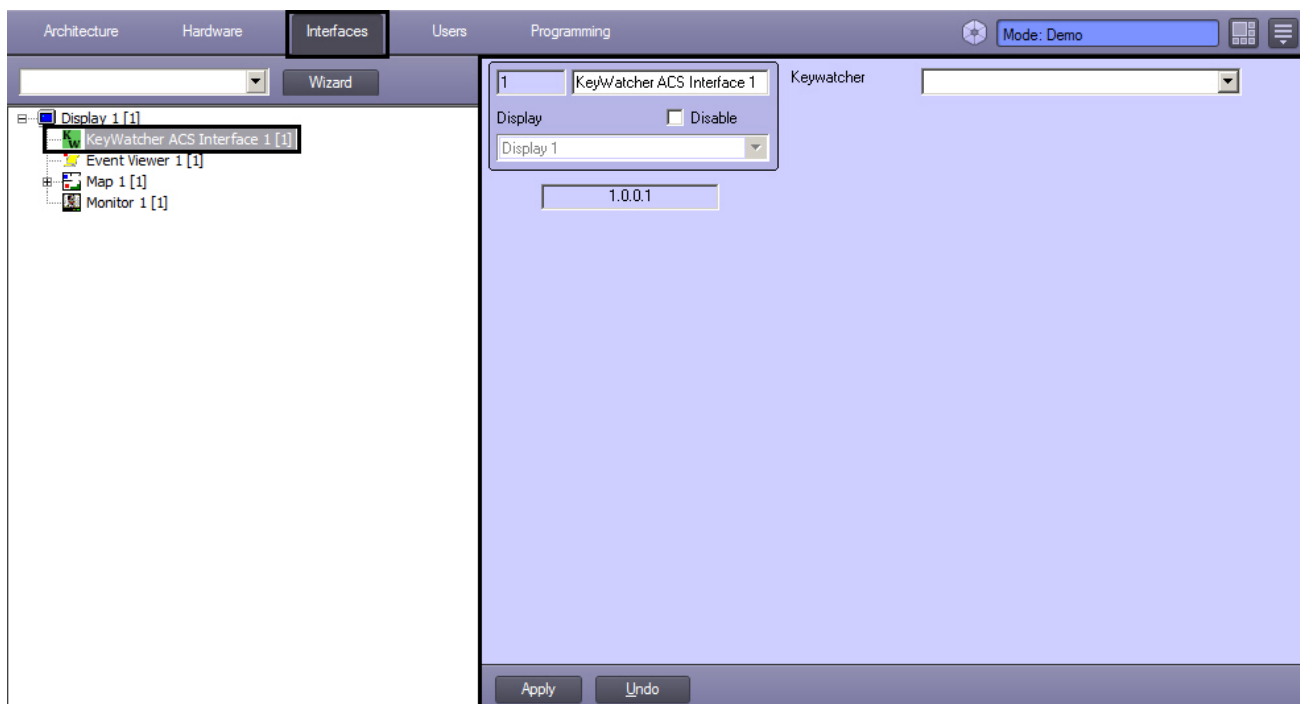 Architecture Hardware Interfaces Users Programming Mode: Demo
Wizard
Display 1 [1]
KW KeyWatcher ACS Interface 1 [1]
Event Viewer 1 [1]
Map 1 [1]
Monitor 1 [1]
1 KeyWatcher ACS Interface 1 Keywatcher
Display Disable
Display 1
1.0.0.1
Apply Undo